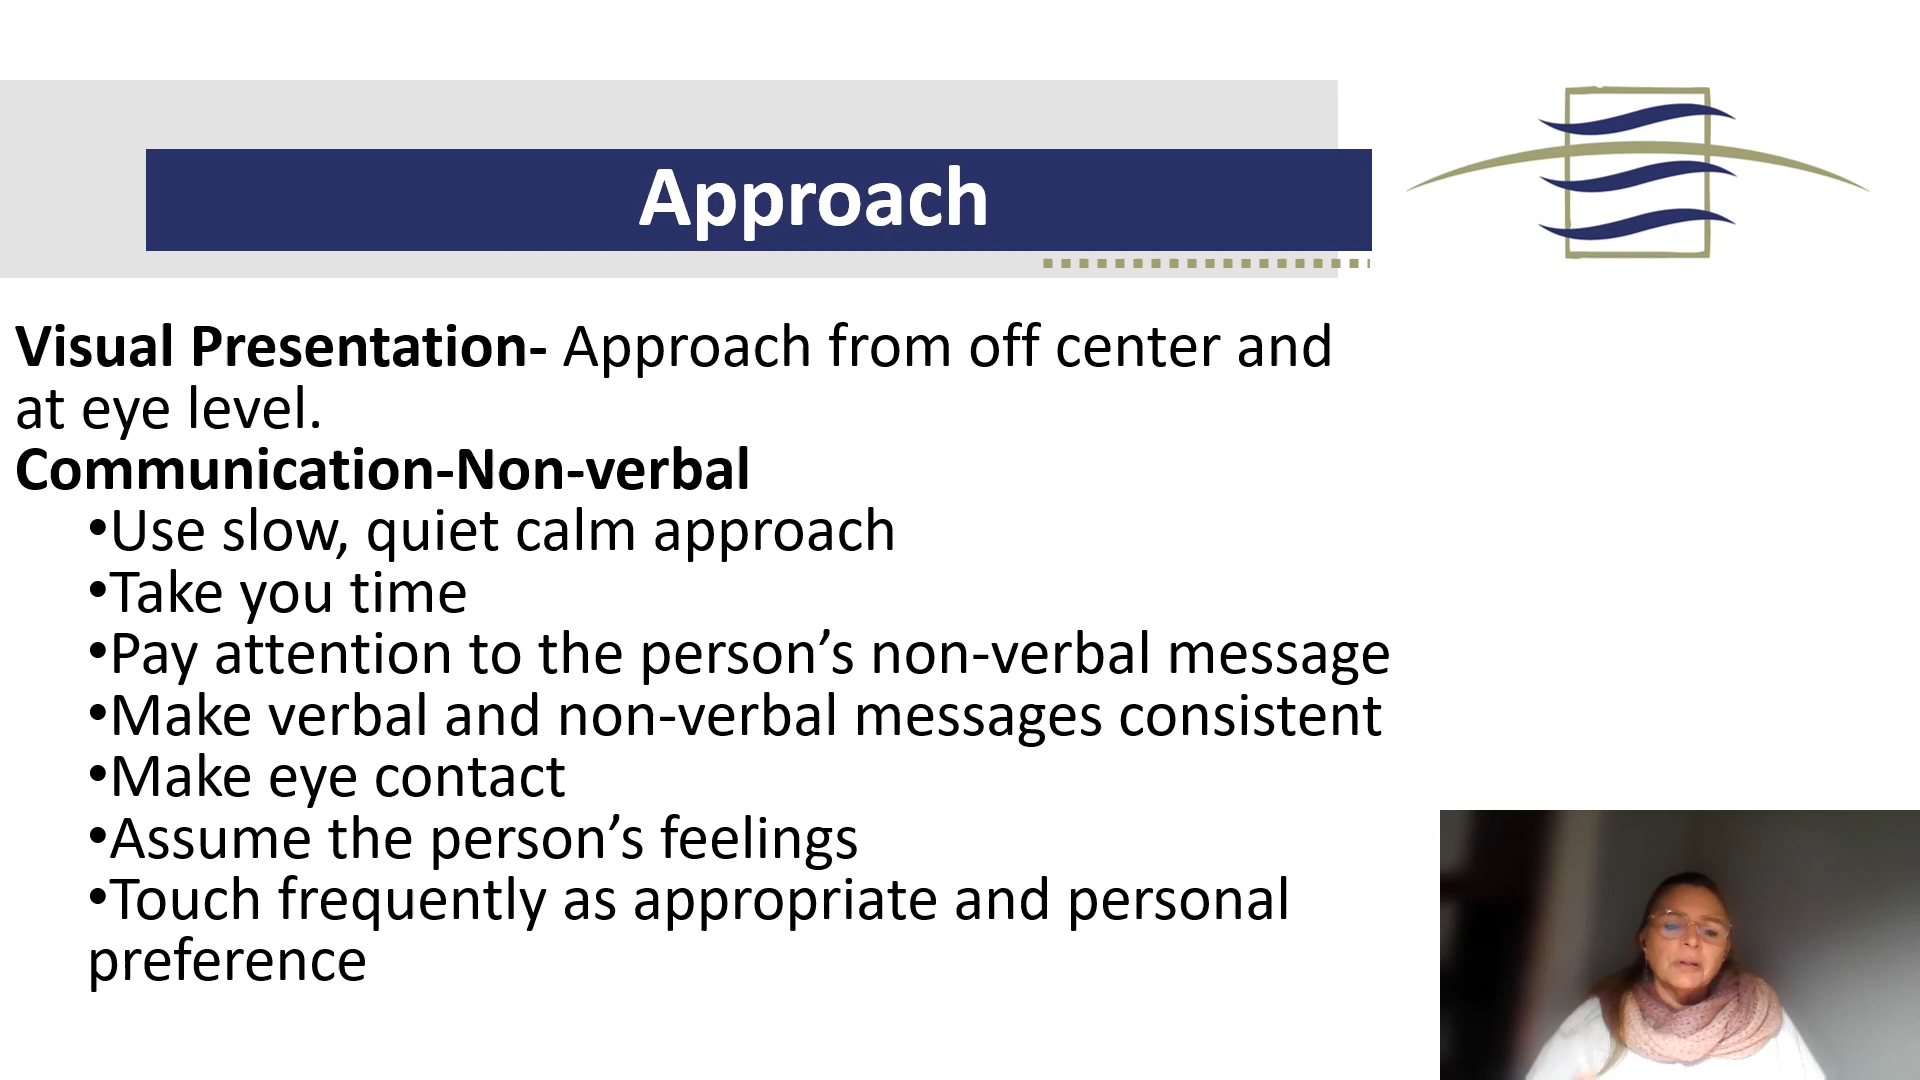 Approach
Visual Presentation- Approach from off center and
at eye level.
Communication-Non-verbal
•Use slow, quiet calm approach
•Take you time
•Pay attention to the person’s non-verbal message
•Make verbal and non-verbal messages consistent
•Make eye contact
•Assume the person’s feelings
•Touch frequently as appropriate and personal
preference